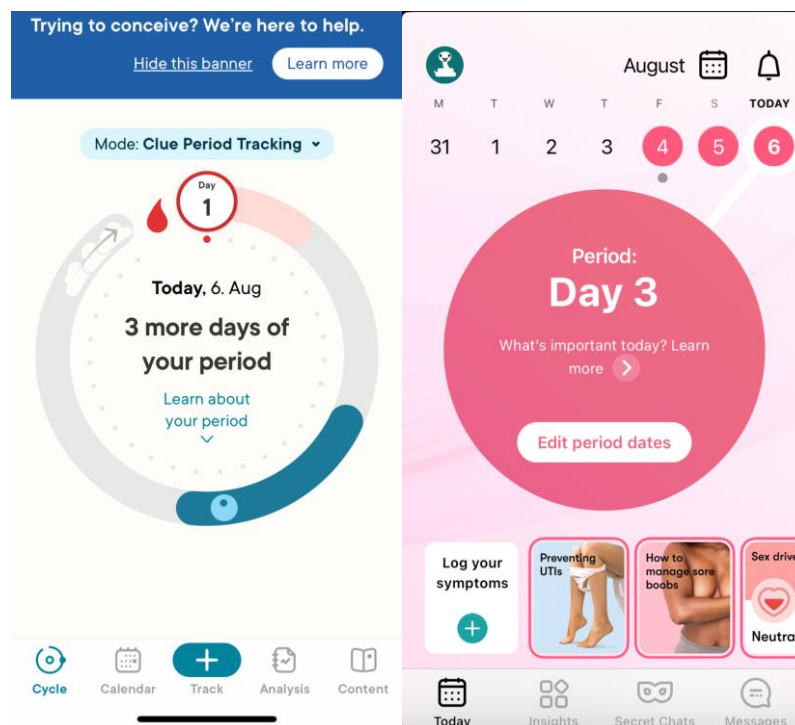 Trying to conceive? We're here to help.
Hide this banner
Learn more
Mode: Clue Period Tracking
Day
1
Today, 6. Aug
3 more days of
your period
Learn about
your period
Cycle
Calendar
Track
Analysis
Content
August
M T W T F S TODAY
31 1 2 3 4 5 6
Period:
Day 3
What's important today? Learn
more
Edit period dates
Log your
symptoms
Preventing
UTIs
How to
manage sore
boobs
Sex drive
Neutra
Today
Insights
Secret Chats
Messages